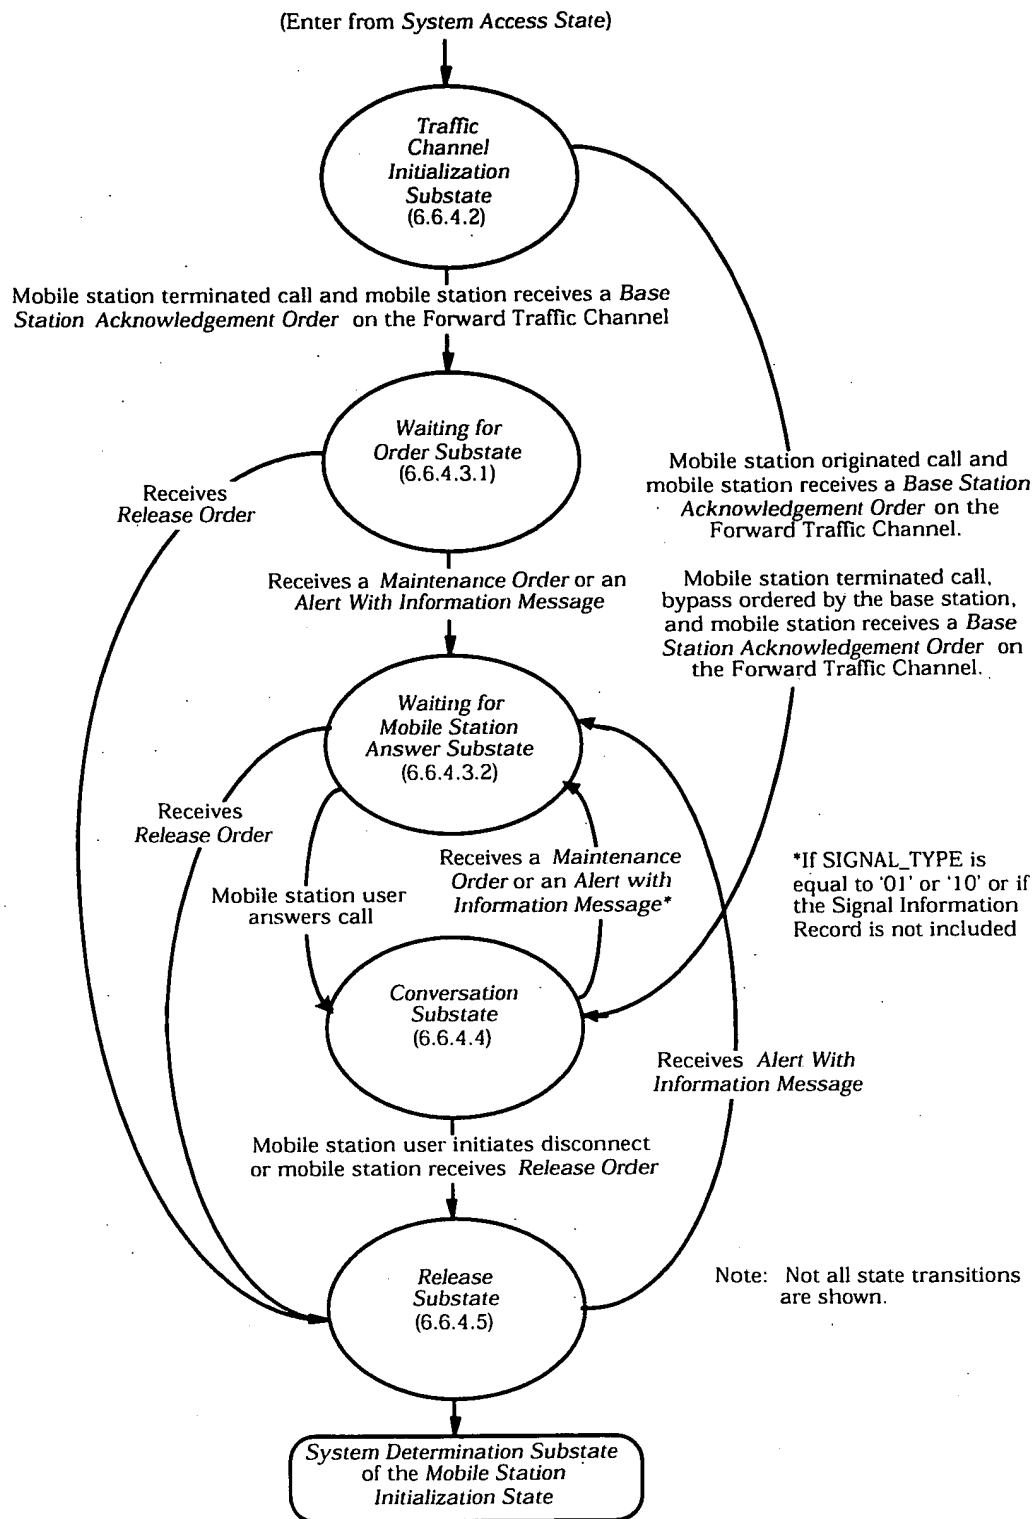 (Enter from System Access State)
Traffic
Channel
Initialization
Substate
(6.6.4.2)
Mobile station terminated call and mobile station receives a Base
Station Acknowledgement Order on the Forward Traffic Channel
Waiting for
Order Substate
(6.6.4.3.1)
Receives
Release Order
Mobile station originated call and
mobile station receives a Base Station
Acknowledgement Order on the
Forward Traffic Channel.
Receives a Maintenance Order or an
Alert With Information Message
Mobile station terminated call,
bypass ordered by the base station,
and mobile station receives a Base
Station Acknowledgement Order on
the Forward Traffic Channel.
Waiting for
Mobile Station
Answer Substate
(6.6.4.3.2)
Receives
Release Order
Mobile station user
answers call
Receives a Maintenance
Order or an Alert with
Information Message*
*If SIGNAL_TYPE is
equal to '01' or '10' or if
the Signal Information
Record is not included
Conversation
Substate
(6.6.4.4)
Receives Alert With
Information Message
Mobile station user initiates disconnect
or mobile station receives Release Order
Release
Substate
(6.6.4.5)
Note: Not all state transitions
are shown.
System Determination Substate
of the Mobile Station
Initialization State